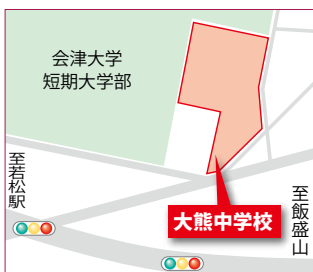 会津大学
短期大学部
至若松駅
大熊中学校
至飯盛山